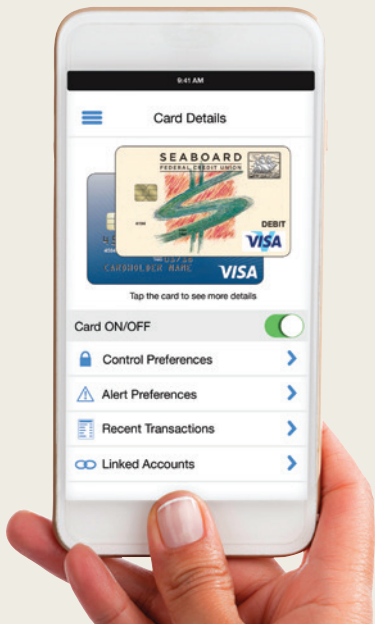 9:41 AM
Card Details
SEABOARD
FEDERAL CREDIT UNION
DEBIT
VISA
CARDHOLDER NAME
VISA
Tap the card to see more details
Card ON/OFF
Control Preferences
Alert Preferences
Recent Transactions
Linked Accounts